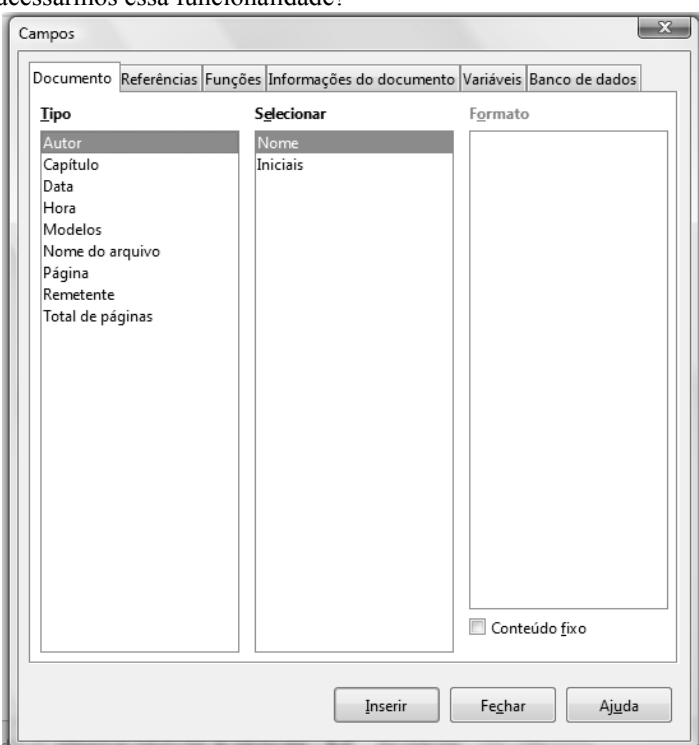 acessarmos essa funcionalidade?
Campos
Documento Referências Funções Informações do documento Variáveis Banco de dados
Tipo Selecionar Formato
Autor Nome
Capítulo Iniciais
Data
Hora
Modelos
Nome do arquivo
Página
Remetente
Total de páginas
Conteúdo fixo
Inserir Fechar Ajuda